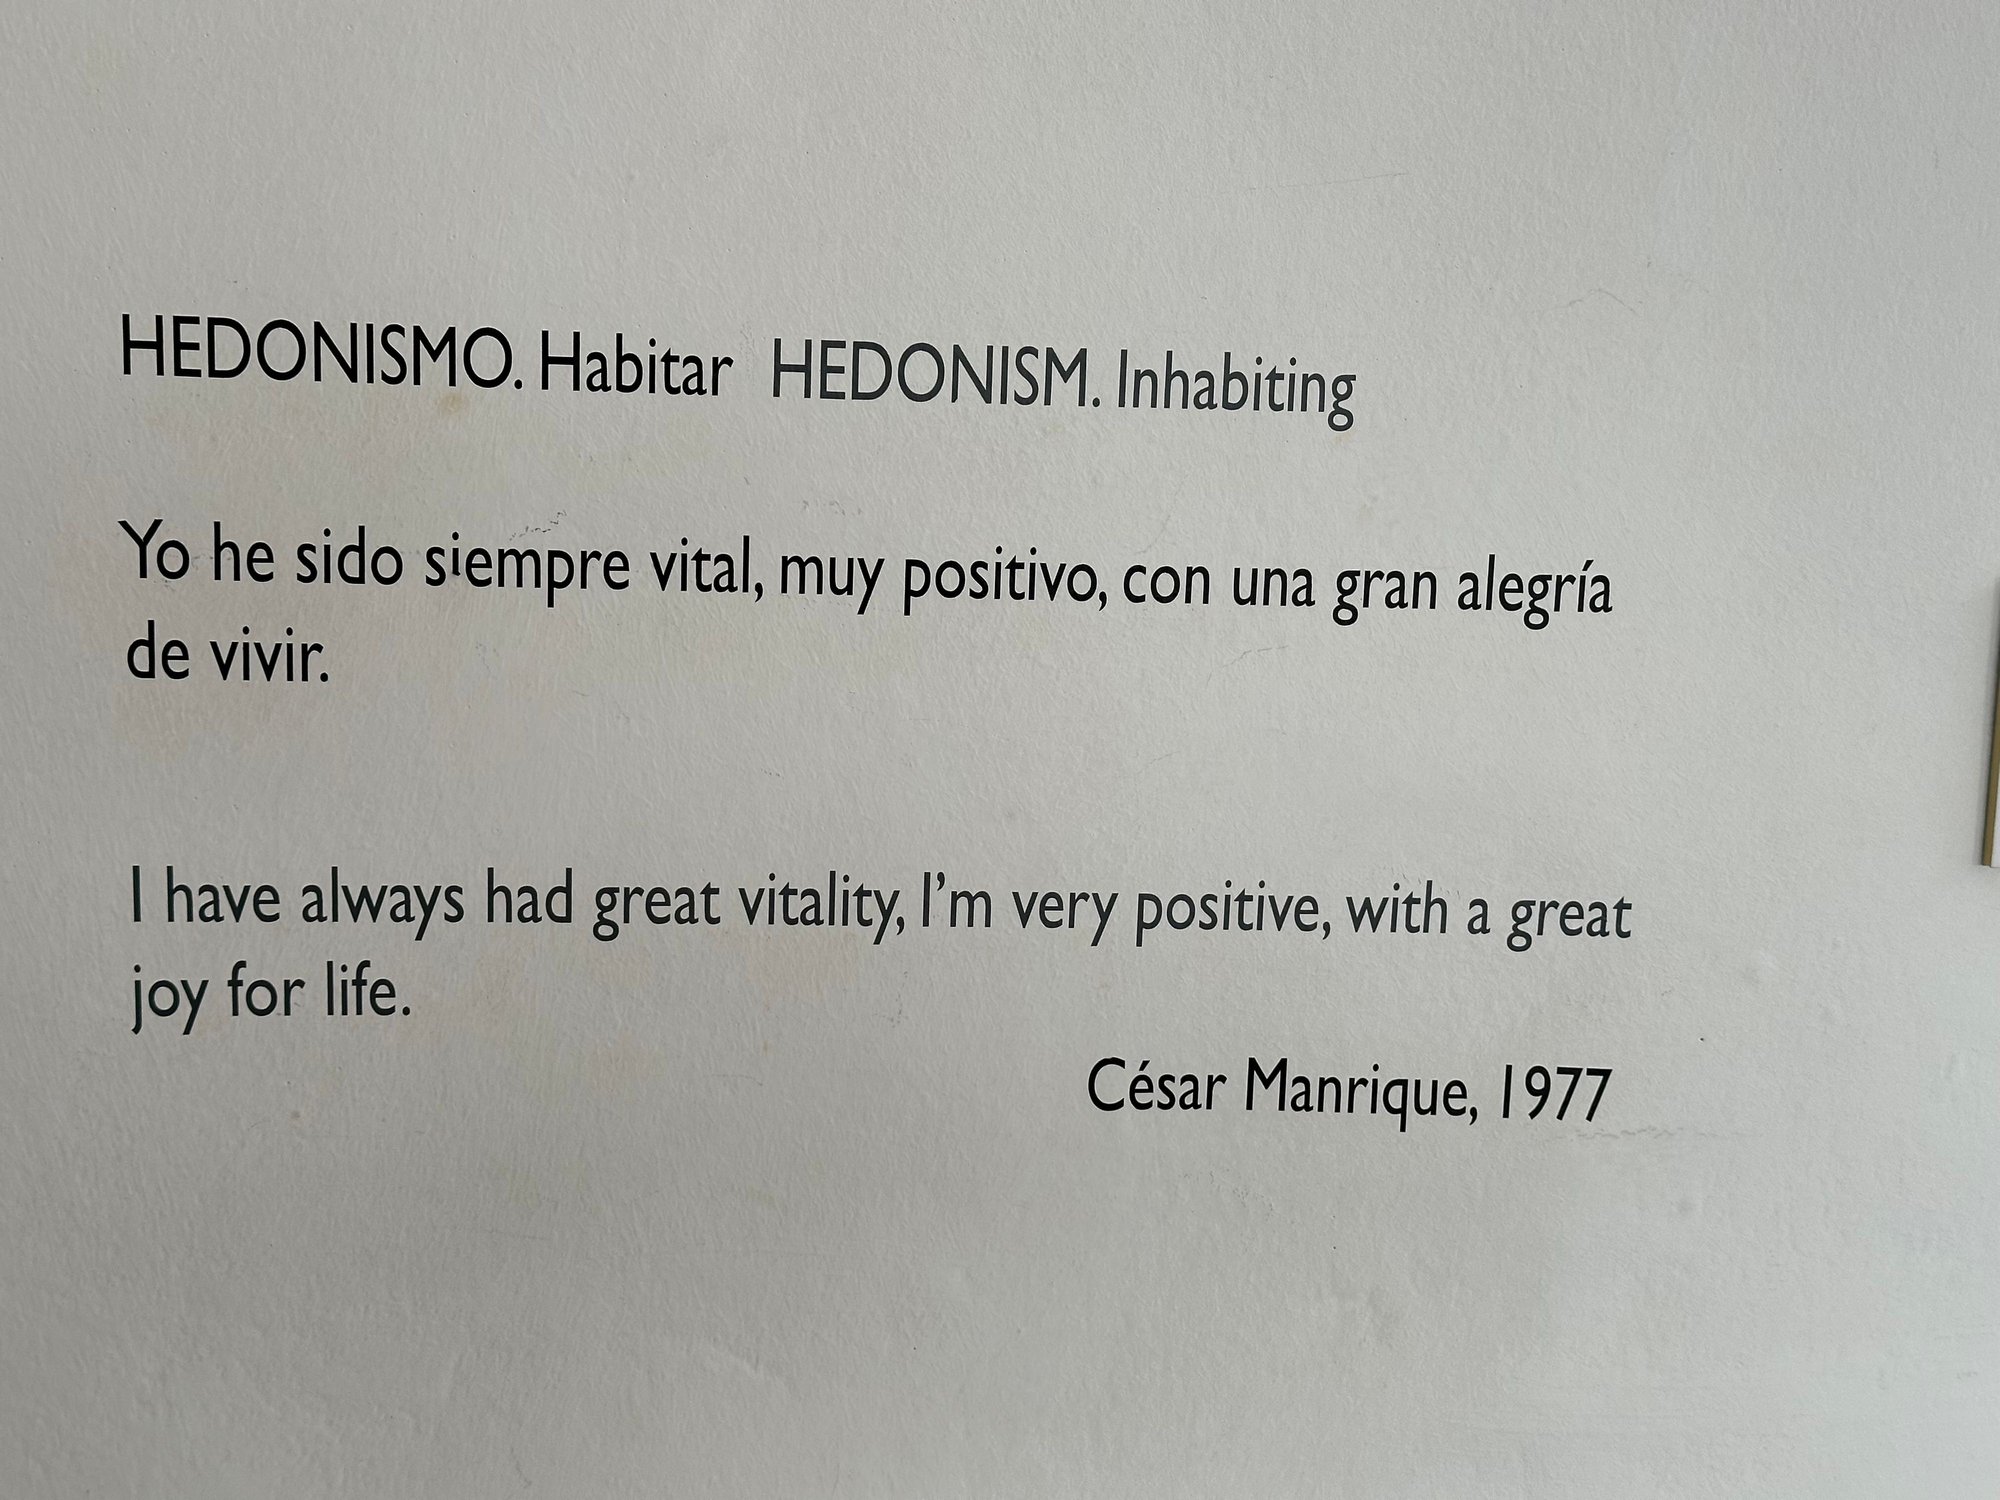 HEDONISMO. Habitar HEDONISM. Inhabiting
Yo he sido siempre vital, muy positivo, con una gran alegría
de vivir.
I have always had great vitality, I'm very positive, with a great
joy for life.
César Manrique, 1977